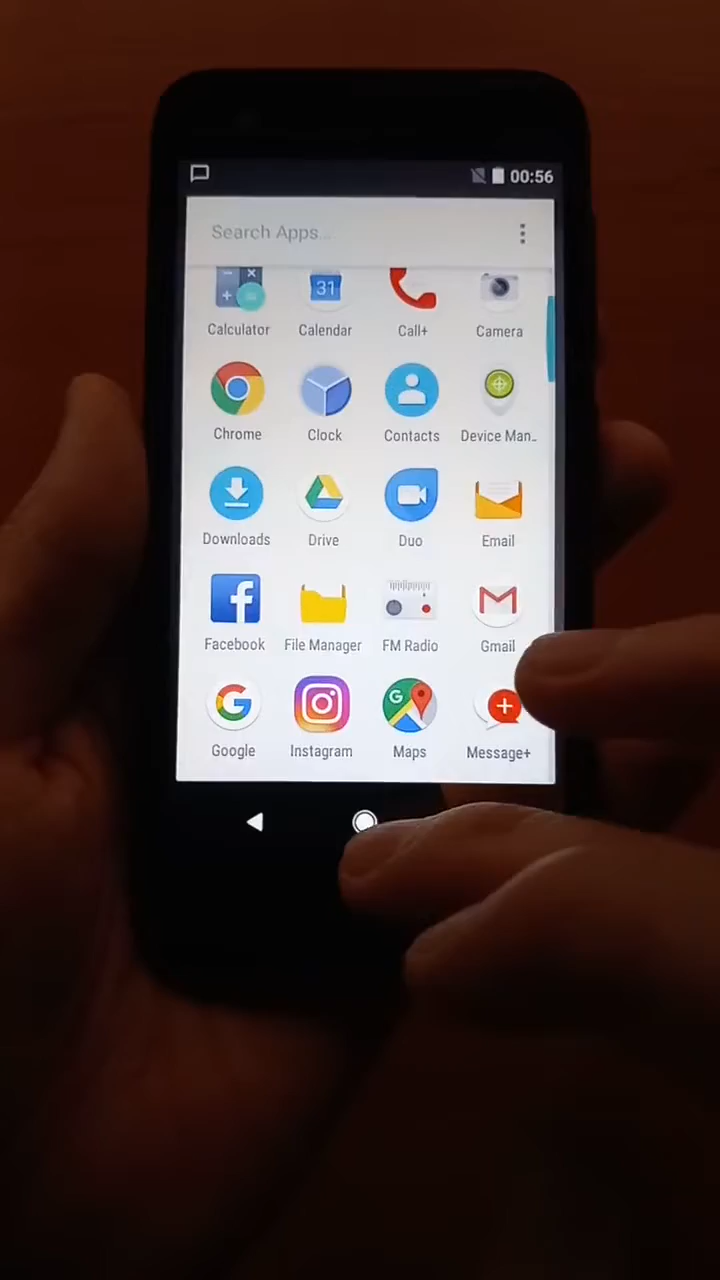 00:56
Search Apps...
31
Calculator Calendar Call+ Camera
Chrome Clock Contacts Device Man..
Downloads Drive Duo Email
Facebook File Manager FM Radio Gmail
Google Instagram Maps Message+